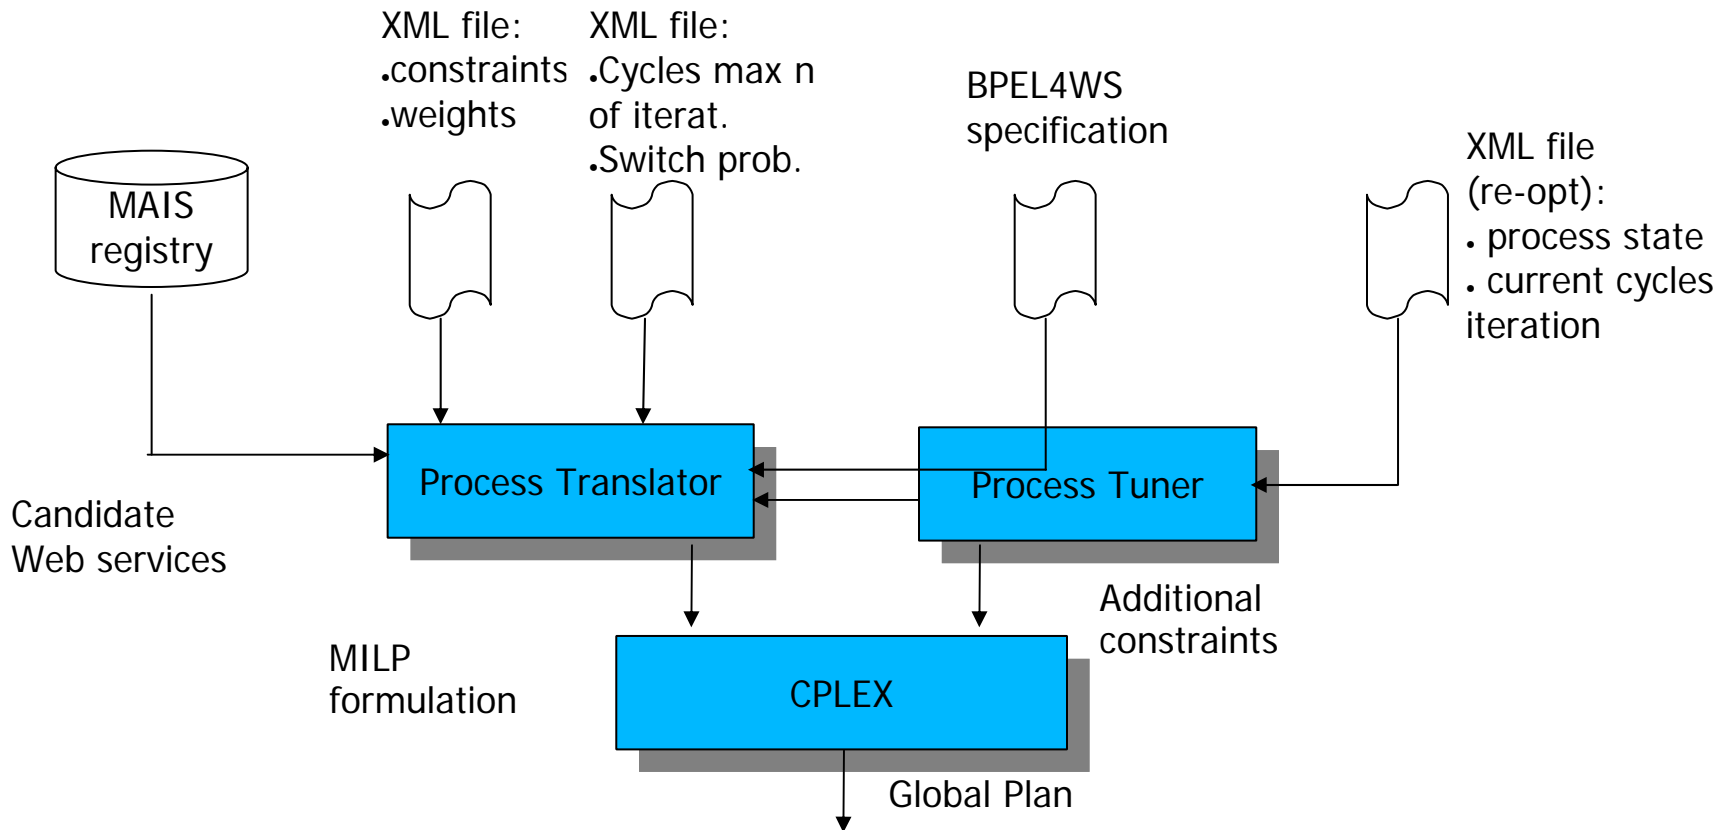 XML file:
.constraints
.weights
XML file:
.Cycles max n
of iterat.
.Switch prob.
BPEL4WS
specification
XML file
(re-opt):
. process state
. current cycles
iteration
MAIS
registry
Process Translator
Process Tuner
Candidate
Web services
Additional
constraints
MILP
formulation
CPLEX
Global Plan